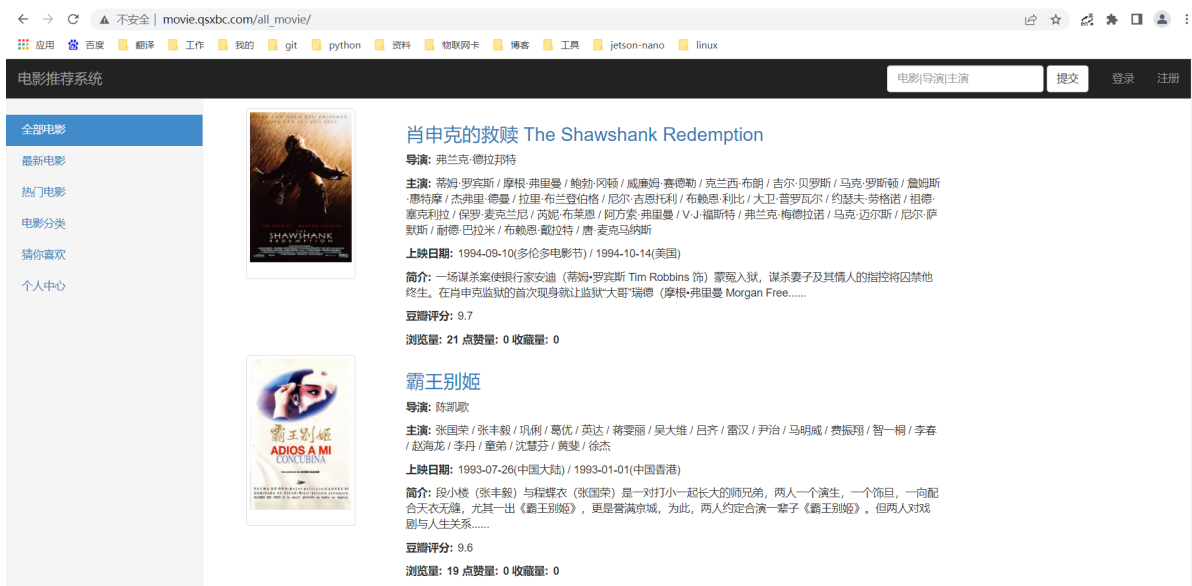 不安全 | movie.qsxbc.com/all_movie/
应用 百度 翻译 工作 我的 git python 资料 物联网卡 博客 工具 jetson-nano linux
电影推荐系统 电影|导演|主演 提交 登录 注册
全部电影
最新电影
热门电影
电影分类
猜你喜欢
个人中心
THE
SHAWSHANK
REDEMPTION
肖申克的救赎 The Shawshank Redemption
导演: 弗兰克·德拉邦特
主演: 蒂姆·罗宾斯 / 摩根·弗里曼 / 鲍勃·冈顿 / 威廉姆·赛德勒 / 克兰西·布朗 / 吉尔·贝罗斯 / 马克·罗斯顿 / 詹姆斯
·惠特摩 / 杰弗里·德曼 / 拉里·布兰登伯格 / 尼尔·吉恩托利 / 布赖恩·利比 / 大卫·普罗瓦尔 / 约瑟夫·劳格诺 / 祖德·
塞克利拉 / 保罗·麦克兰尼 / 芮妮·布莱恩 / 阿方索·弗里曼 / V·J·福斯特 / 弗兰克·梅德拉诺 / 马克·迈尔斯 / 尼尔·萨
默斯 / 耐德·巴拉米 / 布赖恩·戴拉特 / 唐·麦克马纳斯
上映日期: 1994-09-10(多伦多电影节) / 1994-10-14(美国)
简介: 一场谋杀案使银行家安迪（蒂姆•罗宾斯 Tim Robbins 饰）蒙冤入狱，谋杀妻子及其情人的指控将囚禁他
终生。在肖申克监狱的首次现身就让监狱“大哥”瑞德（摩根•弗里曼 Morgan Free......
豆瓣评分: 9.7
浏览量: 21 点赞量: 0 收藏量: 0
霸王别姬
ADIOS A MI
CONCUBINA
霸王别姬
导演: 陈凯歌
主演: 张国荣 / 张丰毅 / 巩俐 / 葛优 / 英达 / 蒋雯丽 / 吴大维 / 吕齐 / 雷汉 / 尹治 / 马明威 / 费振翔 / 智一桐 / 李春
/ 赵海龙 / 李丹 / 童弟 / 沈慧芬 / 黄斐 / 徐杰
上映日期: 1993-07-26(中国大陆) / 1993-01-01(中国香港)
简介: 段小楼（张丰毅）与程蝶衣（张国荣）是一对打小一起长大的师兄弟，两人一个演生，一个饰旦，一向配
合天衣无缝，尤其一出《霸王别姬》，更是誉满京城，为此，两人约定合演一辈子《霸王别姬》。但两人对戏
剧与人生关系......
豆瓣评分: 9.6
浏览量: 19 点赞量: 0 收藏量: 0